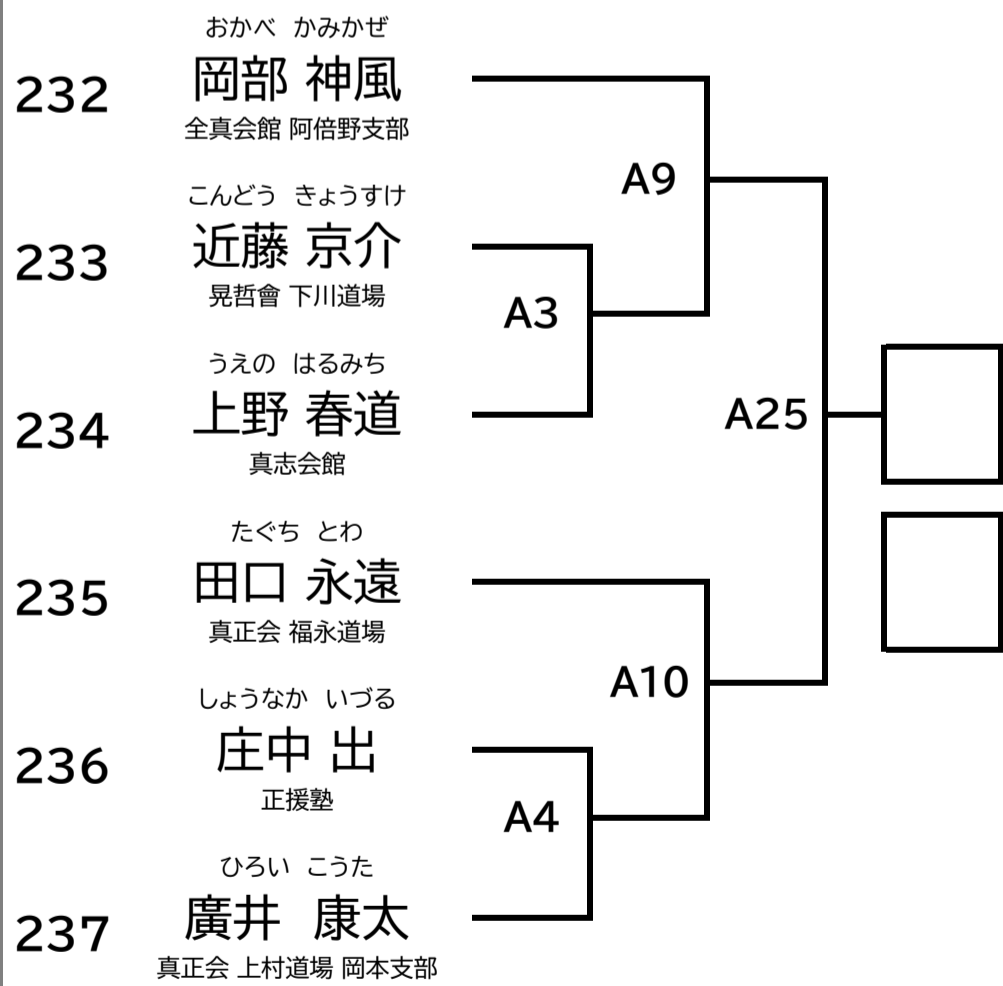 おかべ かみかぜ
232 岡部 神風
全真会館 阿倍野支部
A9
こんどう きょうすけ
233 近藤 京介
晃哲會 下川道場
A3
うえの はるみち
234 上野 春道
真志会館
A25
たぐち とわ
235 田口 永遠
真正会 福永道場
A10
しょうなか いづる
236 庄中 出
正援塾
A4
ひろい こうた
237 廣井 康太
真正会 上村道場 岡本支部